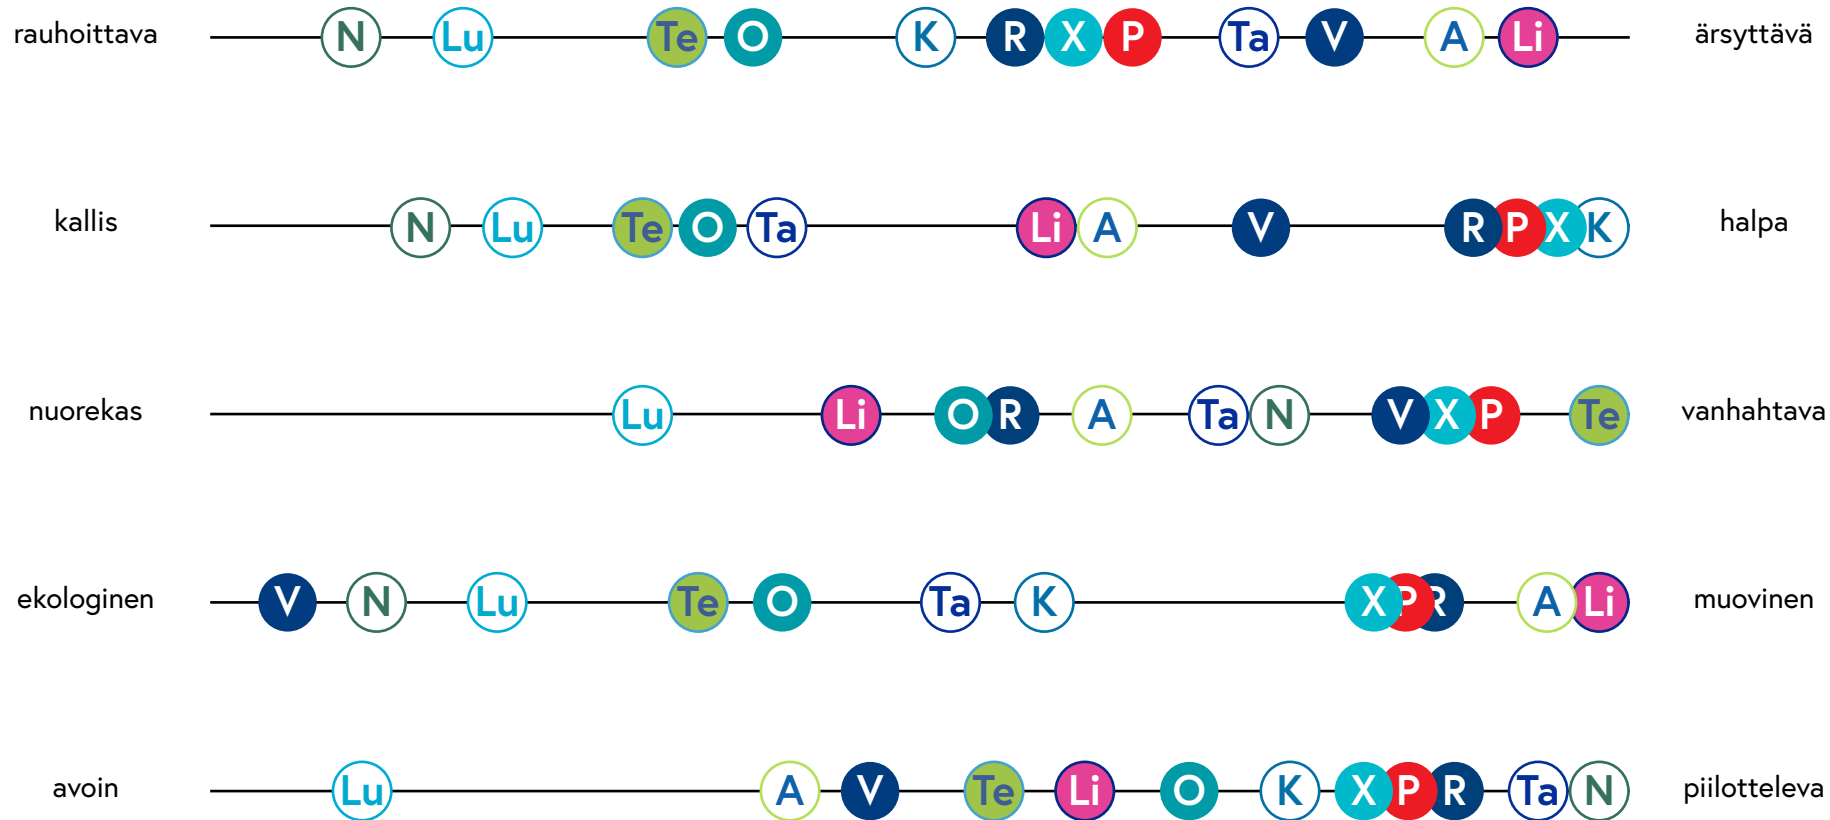 rauhoittava N Lu Te O K R X P Ta V A Li ärsyttävä
kallis N Lu Te O Ta Li A V R P X K halpa
nuorekas Lu Li O R A Ta N V X P Te vanhahtava
ekologinen V N Lu Te O Ta K X P R A Li muovinen
avoin Lu A V Te Li O K X P R Ta N piilotteleva